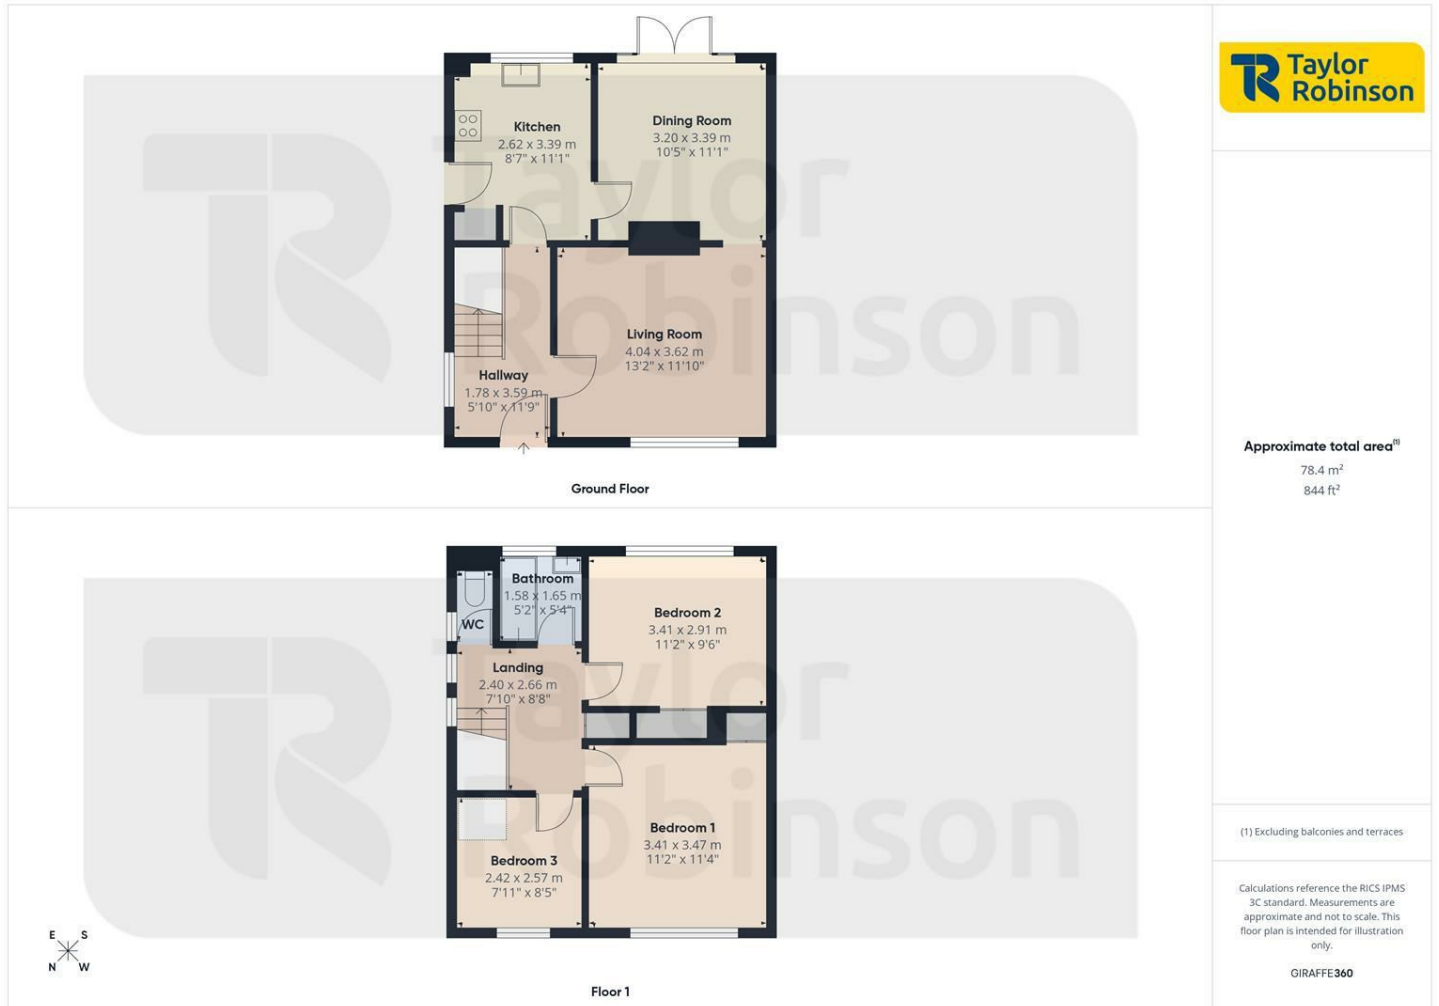 Taylor
Robinson
Kitchen
2.62 x 3.39 m
8'7" x 11'1"
Dining Room
3.20 x 3.39 m
10'5" x 11'1"
Living Room
4.04 x 3.62 m
13'2" x 11'10"
Hallway
1.78 x 3.59 m
5'10" x 11'9"
Taylor
Robinson
Ground Floor
Approximate total area(1)
78.4 m²
844 ft²
Bathroom
1.58 x 1.65 m
5'2" x 5'4"
WC
Bedroom 2
3.41 x 2.91 m
11'2" x 9'6"
Landing
2.40 x 2.66 m
7'10" x 8'8"
Bedroom 1
3.41 x 3.47 m
11'2" x 11'4"
Bedroom 3
2.42 x 2.57 m
7'11" x 8'5"
Taylor
Robinson
E S
N W
Floor 1
(1) Excluding balconies and terraces
Calculations reference the RICS IPMS
3C standard. Measurements are
approximate and not to scale. This
floor plan is intended for illustration
only.
GIRAFFE360